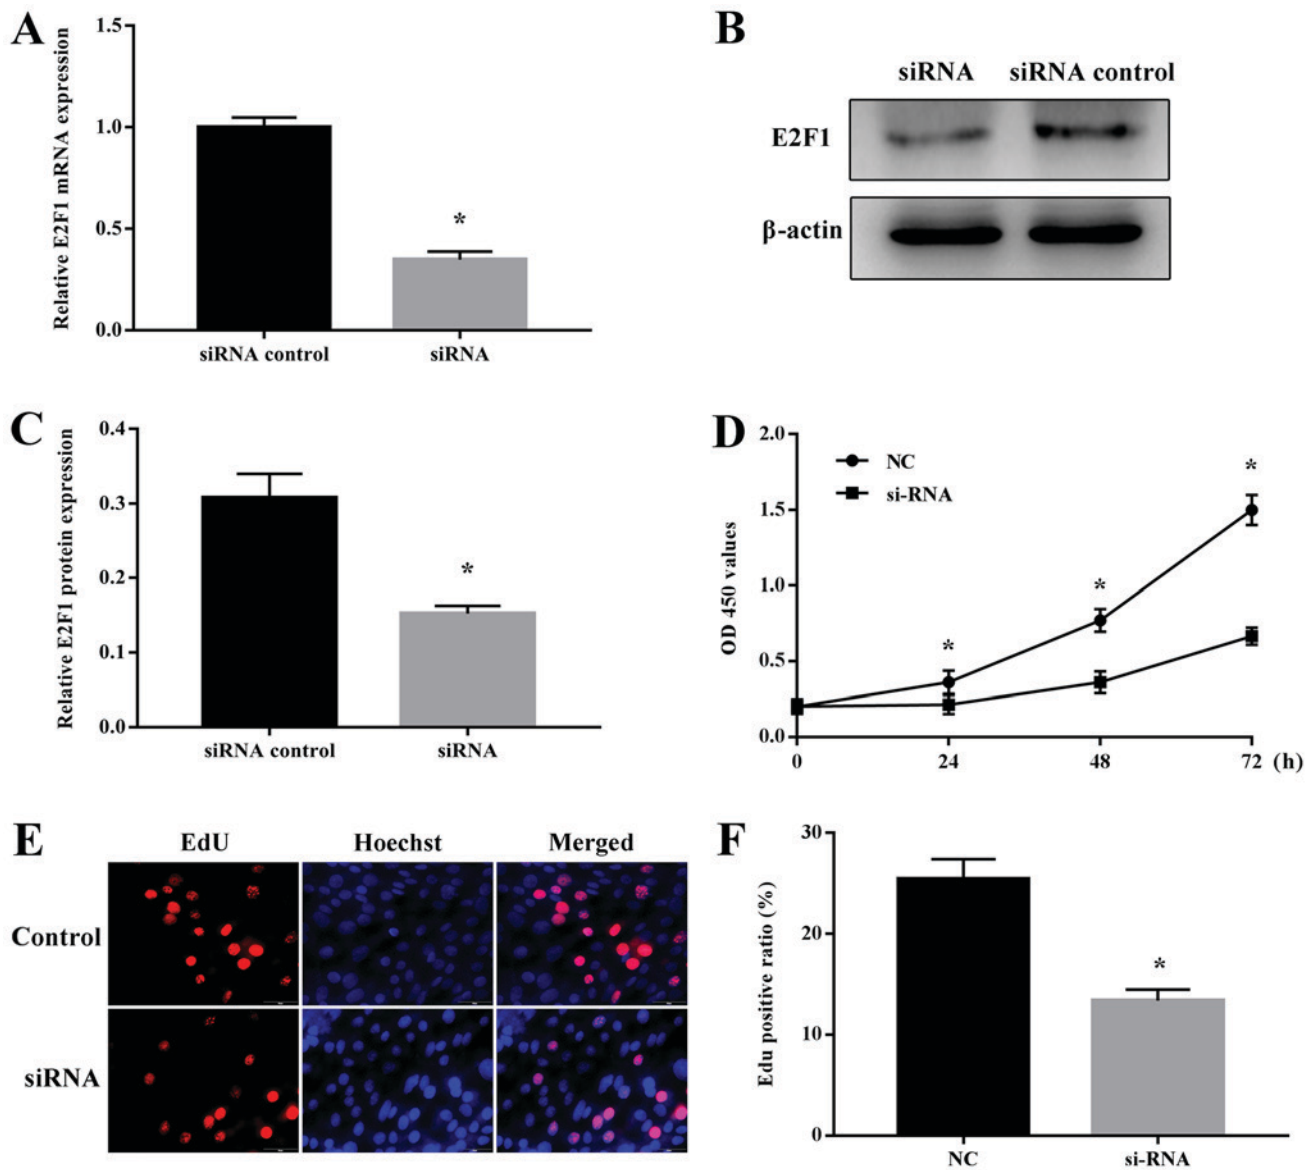 A
Relative E2F1 mRNA expression
1.5
1.0
0.5
0.0
*
siRNA control
siRNA
B
siRNA
siRNA control
E2F1
β-actin
C
Relative E2F1 protein expression
0.4
0.3
0.2
0.1
0.0
*
siRNA control
siRNA
D
OD 450 values
2.0
1.5
1.0
0.5
0.0
NC
si-RNA
*
*
*
0
24
48
72
(h)
E
EdU
Hoechst
Merged
Control
siRNA
F
Edu positive ratio (%)
30
20
10
0
*
NC
si-RNA